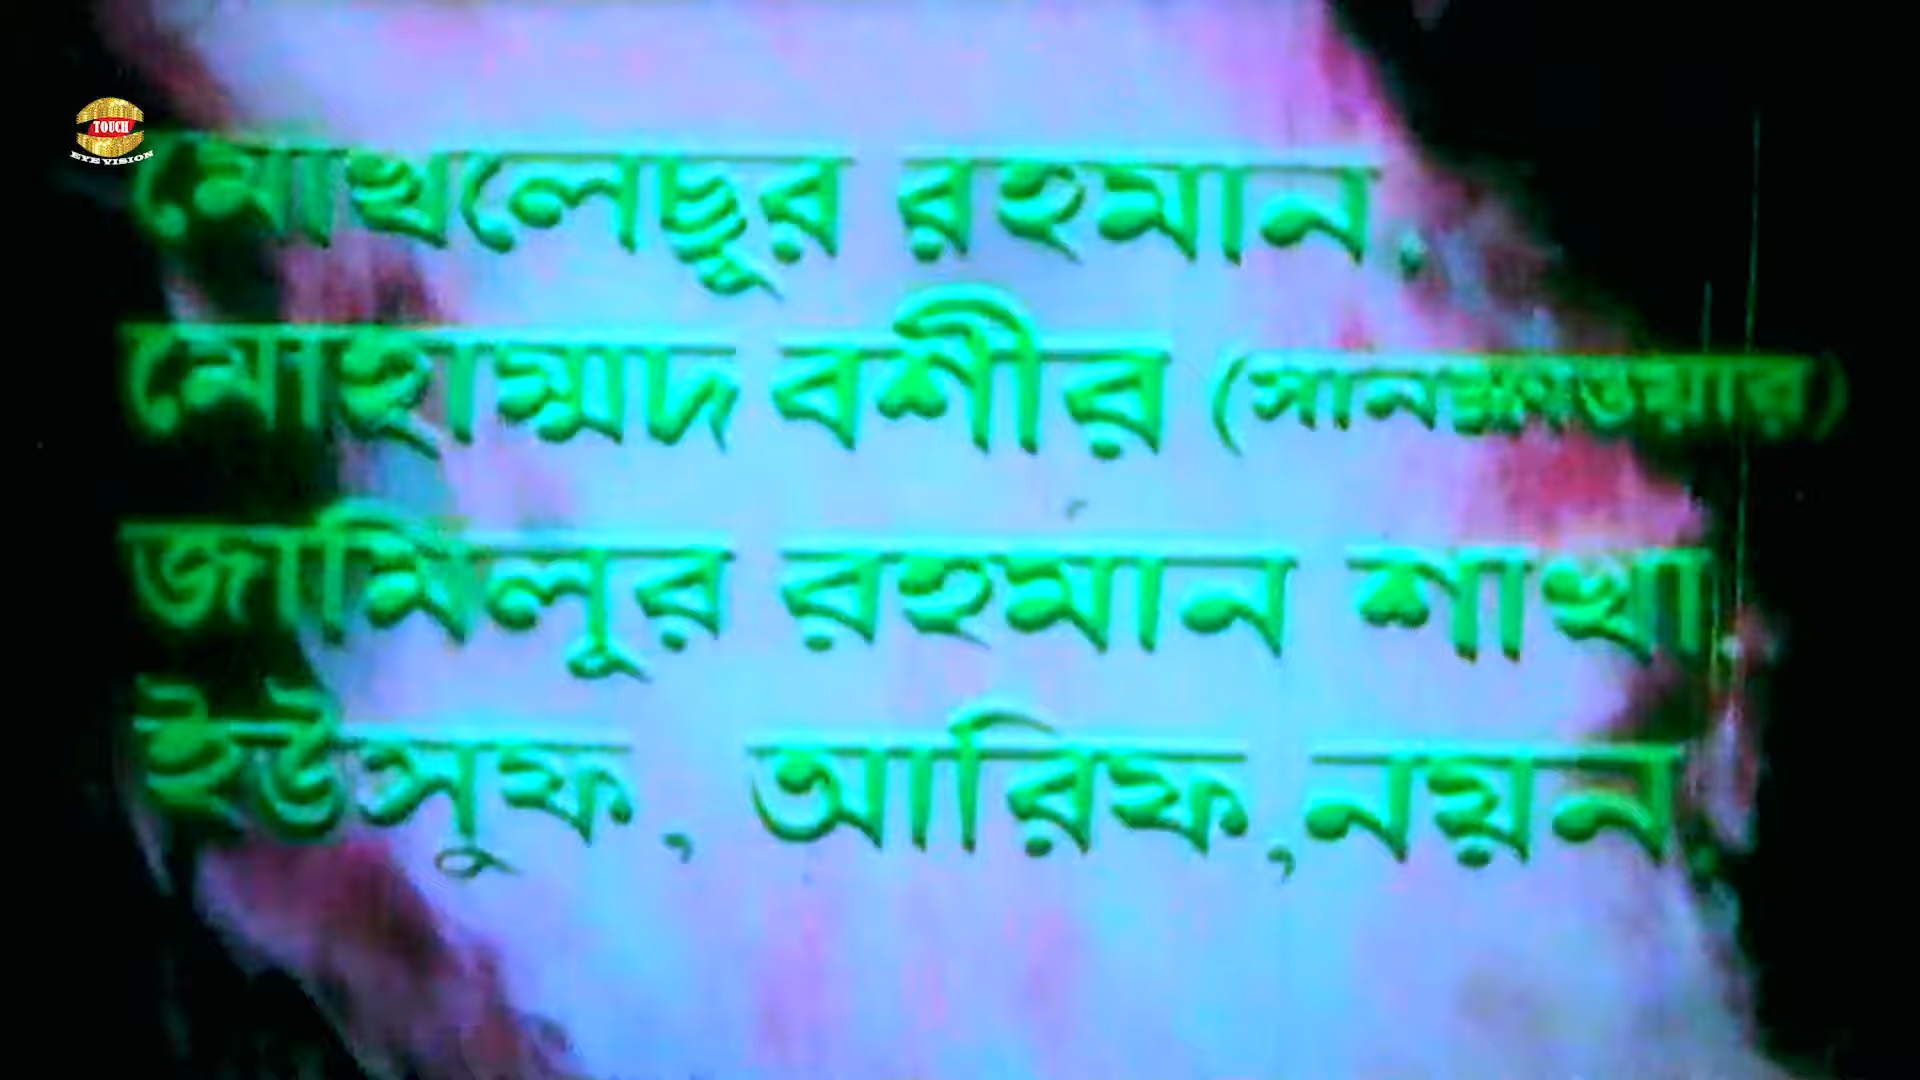 TOUCH
EYE VISION
মোখলেছুর রহমান,
মোহাম্মদ বশীর
জামিলুর রহমান শাখা,
ইউসুফ, আরিফ, নয়ন,